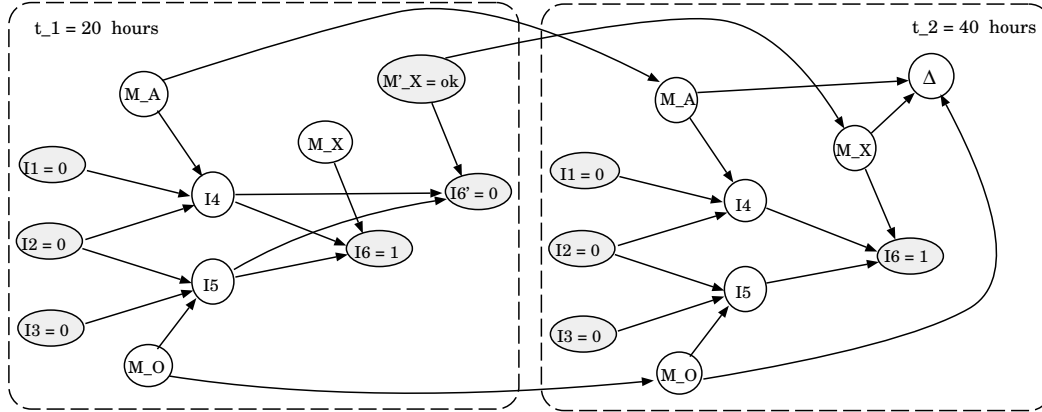 t_1 = 20 hours
M_A
M'_X = ok
M_X
I1 = 0
I4
I6' = 0
I2 = 0
I6 = 1
I5
I3 = 0
M_O
t_2 = 40 hours
Δ
M_A
M_X
I1 = 0
I4
I2 = 0
I6 = 1
I5
I3 = 0
M_O